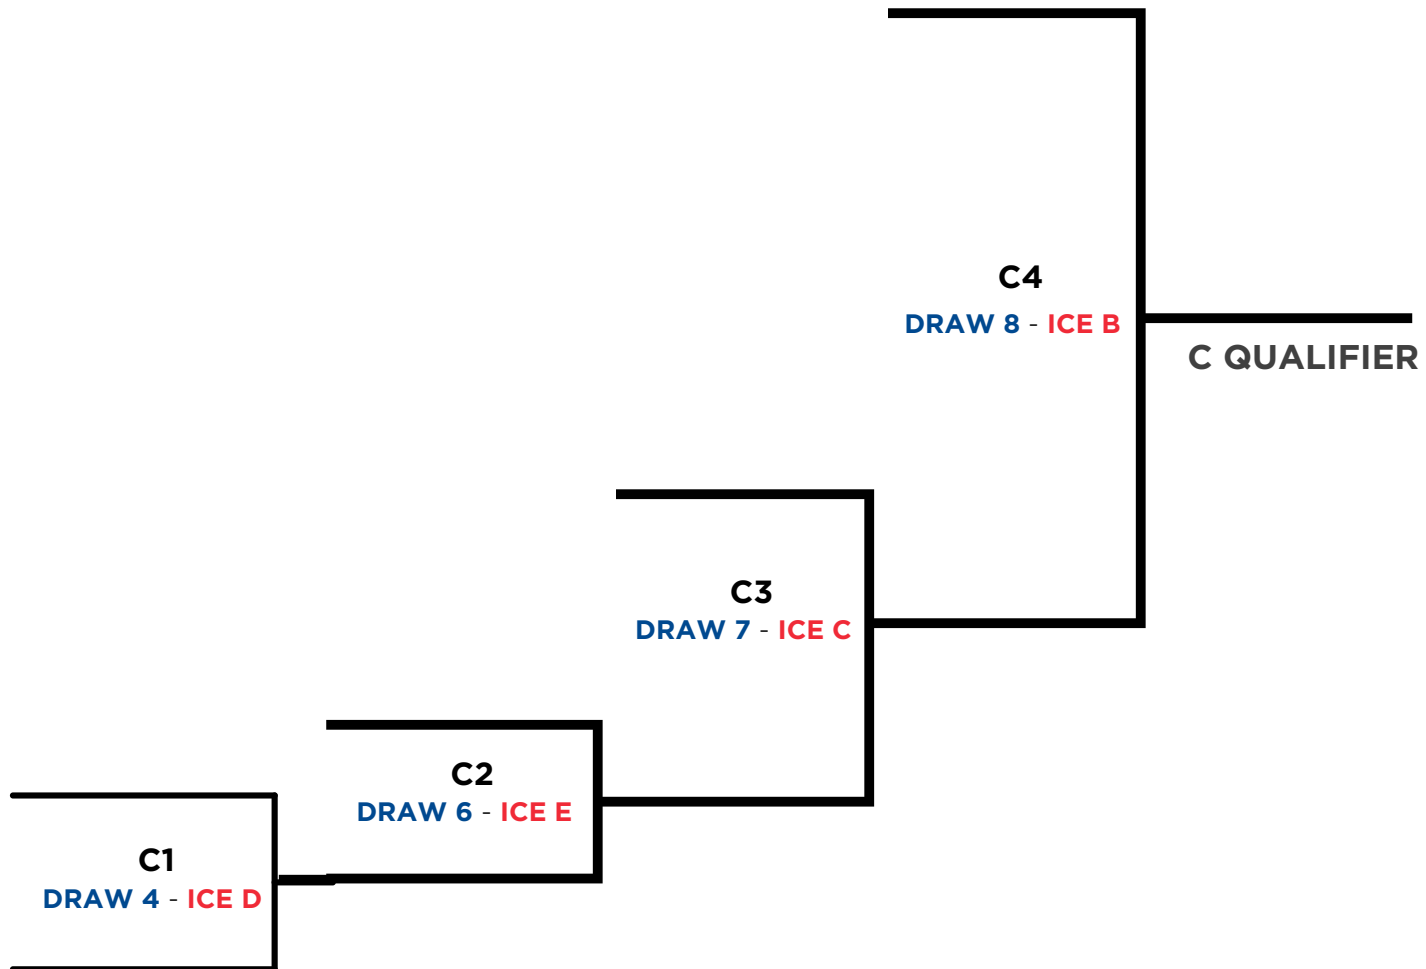 C4
DRAW 8 - ICE B
C QUALIFIER
C3
DRAW 7 - ICE C
C2
DRAW 6 - ICE E
C1
DRAW 4 - ICE D